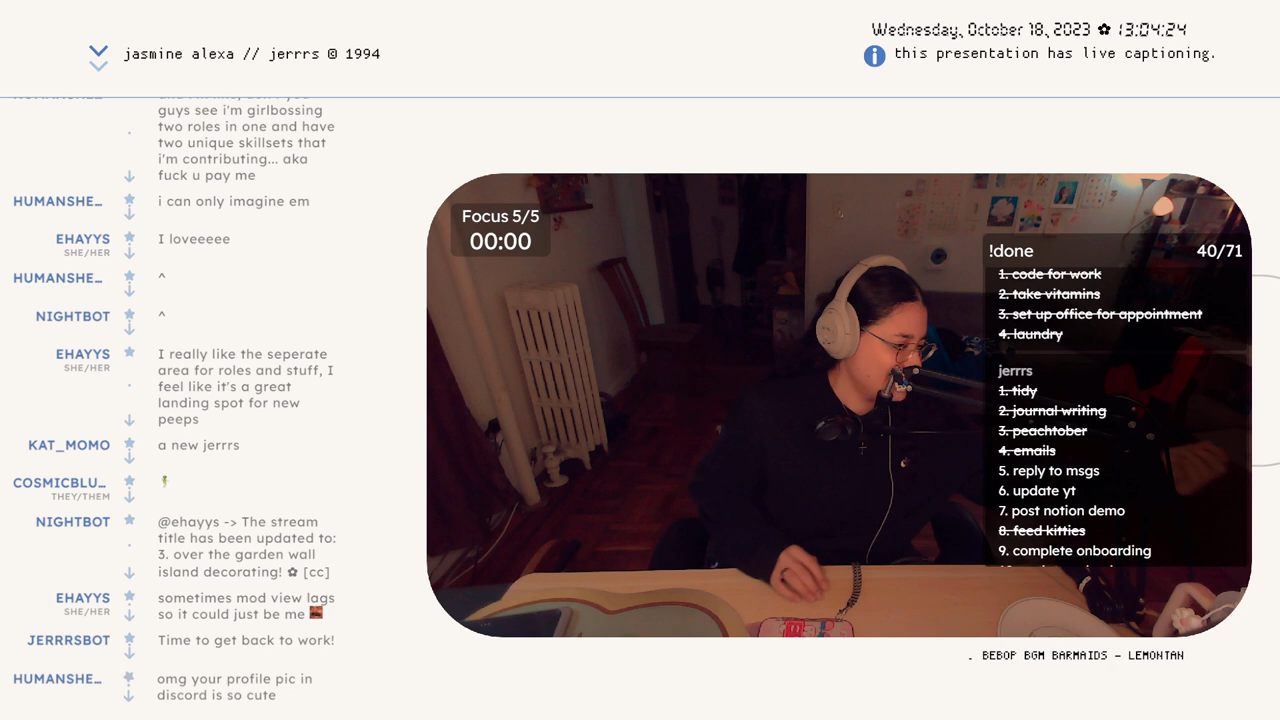 jasmine alexa // jerrrs © 1994
Wednesday, October 18, 2023 ✿ 13:04:24
this presentation has live captioning.
guys see i'm girlbossing
two roles in one and have
two unique skillsets that
i'm contributing... aka
fuck u pay me
HUMANSHE… i can only imagine em
EHAYYS I loveeeee
SHE/HER
HUMANSHE… ^
NIGHTBOT ^
EHAYYS I really like the seperate
SHE/HER area for roles and stuff, I
feel like it's a great
landing spot for new
peeps
KAT_MOMO a new jerrrs
COSMICBLU…
THEY/THEM
NIGHTBOT @ehayys -> The stream
title has been updated to:
3. over the garden wall
island decorating! ✿ [cc]
EHAYYS sometimes mod view lags
SHE/HER so it could just be me
JERRRSBOT Time to get back to work!
HUMANSHE… omg your profile pic in
discord is so cute
Focus 5/5
00:00
!done 40/71
1. code for work
2. take vitamins
3. set up office for appointment
4. laundry
jerrrs
1. tidy
2. journal writing
3. peachtober
4. emails
5. reply to msgs
6. update yt
7. post notion demo
8. feed kitties
9. complete onboarding
. BEBOP BGM BARMAIDS - LEMONTAN